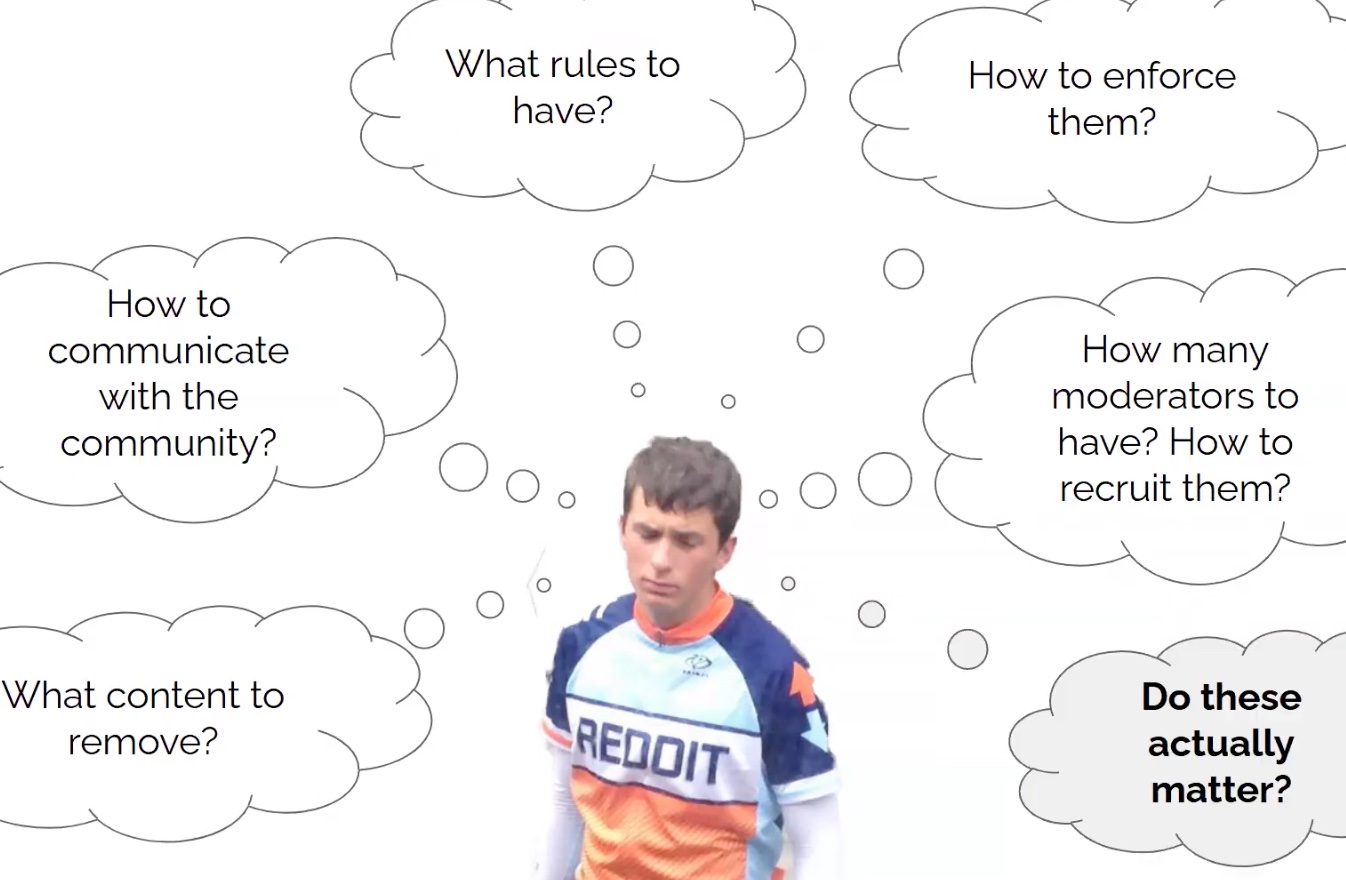 What rules to
have?
How to enforce
them?
How to
communicate
with the
community?
How many
moderators to
have? How to
recruit them?
What content to
remove?
Do these
actually
matter?
REDDIT